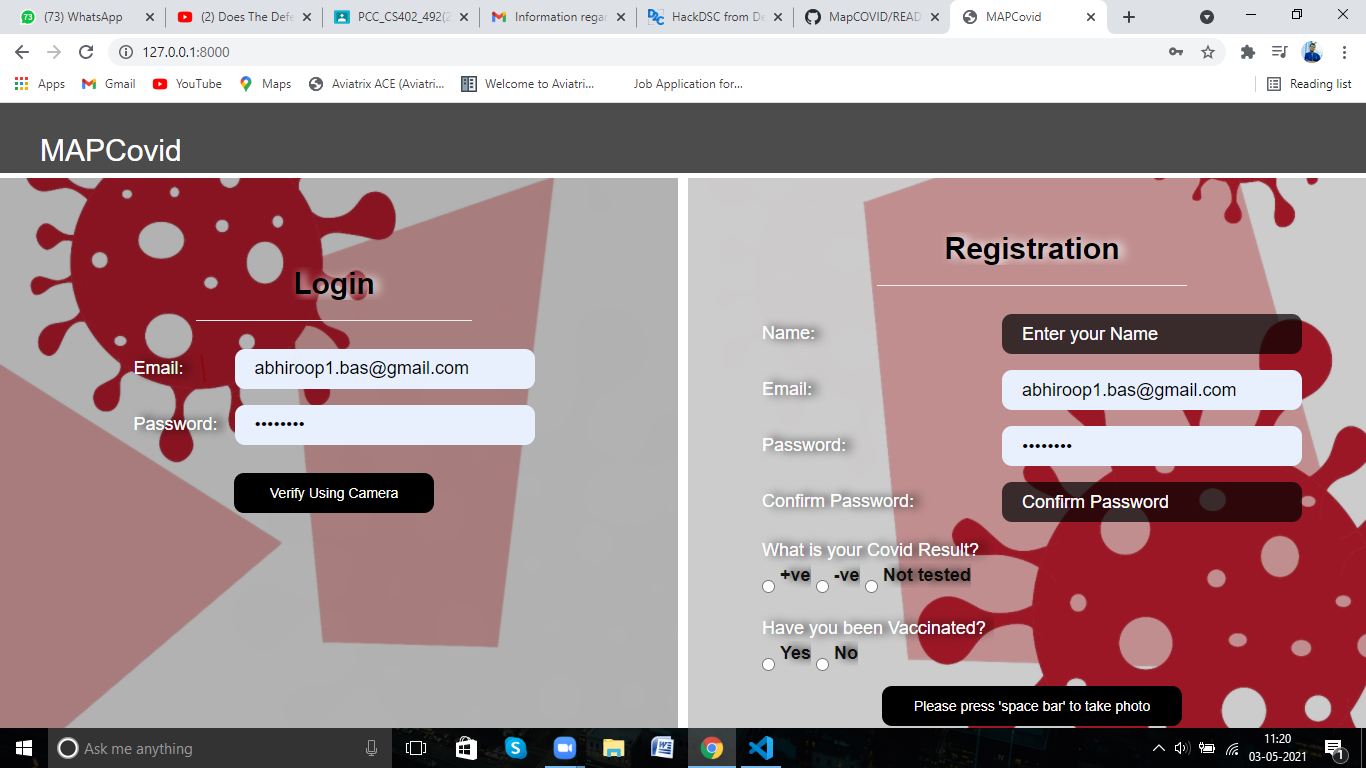 (73) WhatsApp
(2) Does The Defe
PCC_CS402_492(2
Information regar
HackDSC from De
MapCOVID/READ
MAPCovid
127.0.0.1:8000
Apps
Gmail
YouTube
Maps
Aviatrix ACE (Aviatri...
Welcome to Aviatri...
Job Application for...
Reading list
MAPCovid
Login
Email:
abhiroop1.bas@gmail.com
Password:
••••••••
Verify Using Camera
Registration
Name:
Enter your Name
Email:
abhiroop1.bas@gmail.com
Password:
••••••••
Confirm Password:
Confirm Password
What is your Covid Result?
+ve -ve Not tested
Have you been Vaccinated?
Yes No
Please press 'space bar' to take photo
Ask me anything
11:20
03-05-2021
1